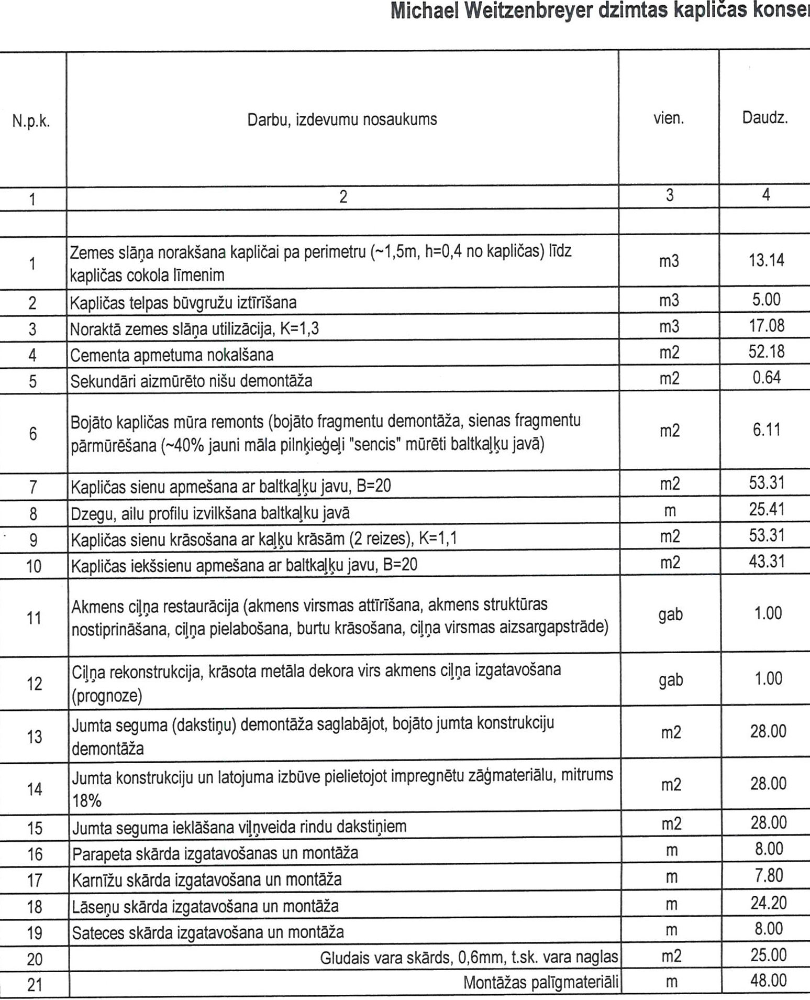 Michael Weitzenbreyer dzimtas kapličas konser
N.p.k. Darbu, izdevumu nosaukums vien. Daudz.
1 2 3 4
1 Zemes slāņa norakšana kapličai pa perimetru (~1,5m, h=0,4 no kapličas) līdz m3 13.14
kapličas cokola līmenim
2 Kapličas telpas būvgružu iztīrīšana m3 5.00
3 Noraktā zemes slāņa utilizācija, K=1,3 m3 17.08
4 Cementa apmetuma nokalšana m2 52.18
5 Sekundāri aizmūrēto nišu demontāža m2 0.64
6 Bojāto kapličas mūra remonts (bojāto fragmentu demontāža, sienas fragmentu m2 6.11
pārmūrēšana (~40% jauni māla pilnķieģeļi "sencis" mūrēti baltkaļķu javā)
7 Kapličas sienu apmešana ar baltkaļķu javu, B=20 m2 53.31
8 Dzegu, ailu profilu izvilkšana baltkaļku javā m 25.41
9 Kapličas sienu krāsošana ar kaļķu krāsām (2 reizes), K=1,1 m2 53.31
10 Kapličas iekšsienu apmešana ar baltkaļķu javu, B=20 m2 43.31
11 Akmens ciļņa restaurācija (akmens virsmas attīrīšana, akmens struktūras gab 1.00
nostiprināšana, ciļņa pielabošana, burtu krāsošana, ciļņa virsmas aizsargapstrāde)
12 Ciļņa rekonstrukcija, krāsota metāla dekora virs akmens ciļņa izgatavošana gab 1.00
(prognoze)
13 Jumta seguma (dakstiņu) demontāža saglabājot, bojāto jumta konstrukciju m2 28.00
demontāža
14 Jumta konstrukciju un latojuma izbūve pielietojot impregnētu zāģmateriālu, mitrums m2 28.00
18%
15 Jumta seguma ieklāšana viļņveida rindu dakstiņiem m2 28.00
16 Parapeta skārda izgatavošanas un montāža m 8.00
17 Karnīžu skārda izgatavošana un montāža m 7.80
18 Lāseņu skārda izgatavošana un montāža m 24.20
19 Sateces skārda izgatavošana un montāža m 8.00
20 Gludais vara skārds, 0,6mm, t.sk. vara naglas m2 25.00
21 Montāžas palīgmateriāli m 48.00